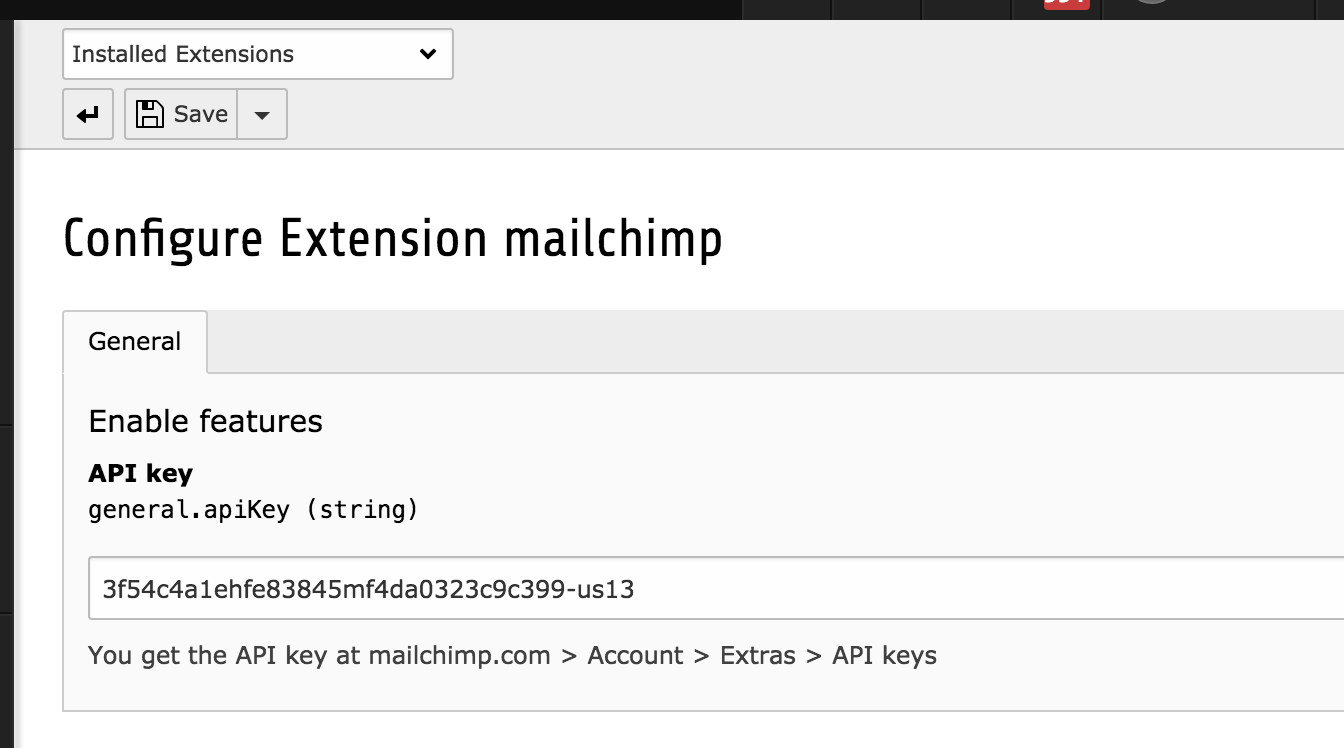 Installed Extensions
Save
Configure Extension mailchimp
General
Enable features
API key
general.apiKey (string)
3f54c4a1ehfe83845mf4da0323c9c399-us13
You get the API key at mailchimp.com > Account > Extras > API keys